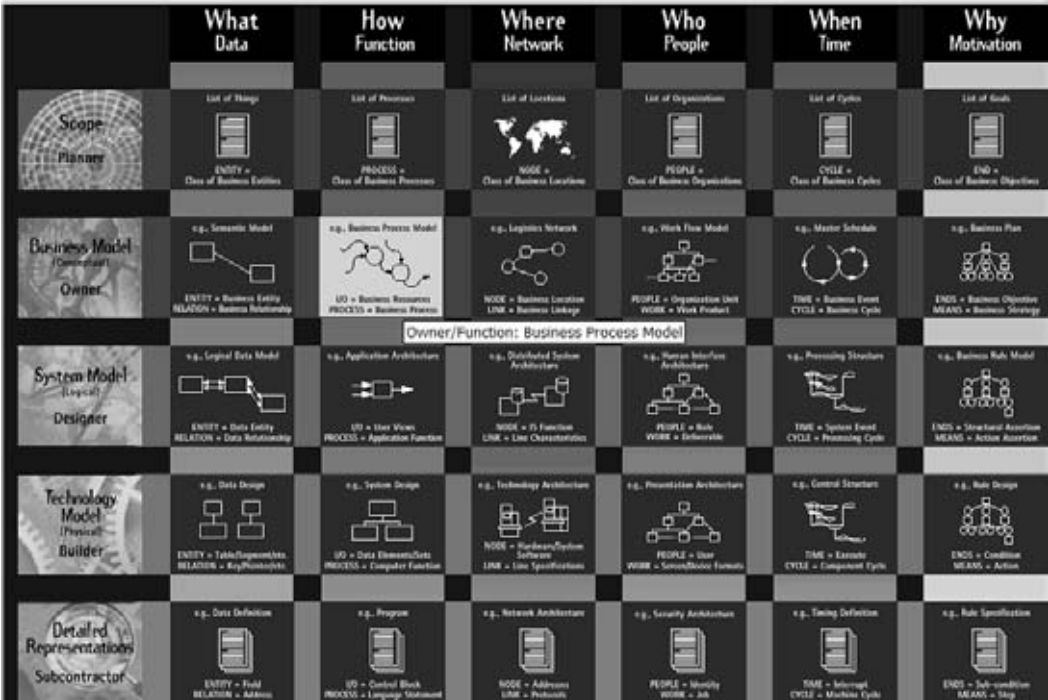 What
Data
How
Function
Where
Network
Who
People
When
Time
Why
Motivation
Scope
Planner
List of Things
ENTITY =
Class of Business Entities
List of Processes
PROCESS =
Class of Business Processes
List of Locations
NODE =
Class of Business Locations
List of Organizations
PEOPLE =
Class of Business Organizations
List of Cycles
CYCLE =
Class of Business Cycles
List of Goals
END =
Class of Business Objectives
Business Model
(Conceptual)
Owner
e.g., Semantic Model
ENTITY = Business Entity
RELATION = Business Relationship
e.g., Business Process Model
I/O = Business Resources
PROCESS = Business Process
e.g., Logistics Network
NODE = Business Location
LINK = Business Linkage
e.g., Work Flow Model
PEOPLE = Organization Unit
WORK = Work Product
e.g., Master Schedule
TIME = Business Event
CYCLE = Business Cycle
e.g., Business Plan
ENDS = Business Objective
MEANS = Business Strategy
Owner/Function: Business Process Model
System Model
(Logical)
Designer
e.g., Logical Data Model
ENTITY = Data Entity
RELATION = Data Relationship
e.g., Application Architecture
I/O = User Views
PROCESS = Application Function
e.g., Distributed System
Architecture
NODE = IS Function
LINK = Line Characteristics
e.g., Human Interface
Architecture
PEOPLE = Role
WORK = Deliverable
e.g., Processing Structure
TIME = System Event
CYCLE = Processing Cycle
e.g., Business Rule Model
ENDS = Structural Assertion
MEANS = Action Assertion
Technology
Model
(Physical)
Builder
e.g., Data Design
ENTITY = Table/Segment/etc.
RELATION = Key/Pointer/etc.
e.g., System Design
I/O = Data Elements/Sets
PROCESS = Computer Function
e.g., Technology Architecture
NODE = Hardware/System
Software
LINK = Line Specifications
e.g., Presentation Architecture
PEOPLE = User
WORK = Screen/Device Formats
e.g., Control Structure
TIME = Execute
CYCLE = Component Cycle
e.g., Rule Design
ENDS = Condition
MEANS = Action
Detailed
Representations
Subcontractor
e.g., Data Definition
ENTITY = Field
RELATION = Address
e.g., Program
I/O = Control Block
PROCESS = Language Statement
e.g., Network Architecture
NODE = Addresses
LINK = Protocols
e.g., Security Architecture
PEOPLE = Identity
WORK = Job
e.g., Timing Definition
TIME = Interrupt
CYCLE = Machine Cycle
e.g., Rule Specification
ENDS = Sub-condition
MEANS = Step